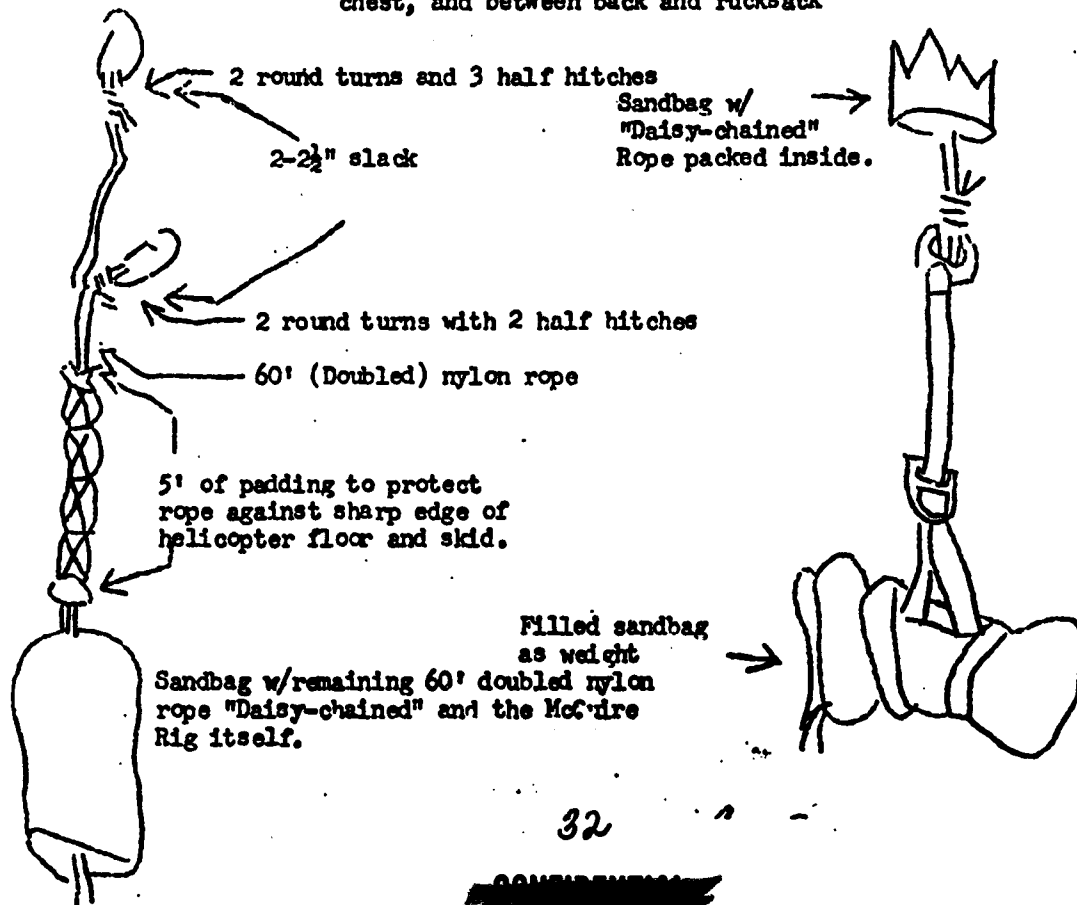 chest, and between back and rucksack
2 round turns and 3 half hitches
2-2½" slack
Sandbag w/
"Daisy-chained"
Rope packed inside.
2 round turns with 2 half hitches
60' (Doubled) nylon rope
5' of padding to protect
rope against sharp edge of
helicopter floor and skid.
Filled sandbag
as weight
Sandbag w/remaining 60' doubled nylon
rope "Daisy-chained" and the McGuire
Rig itself.
32